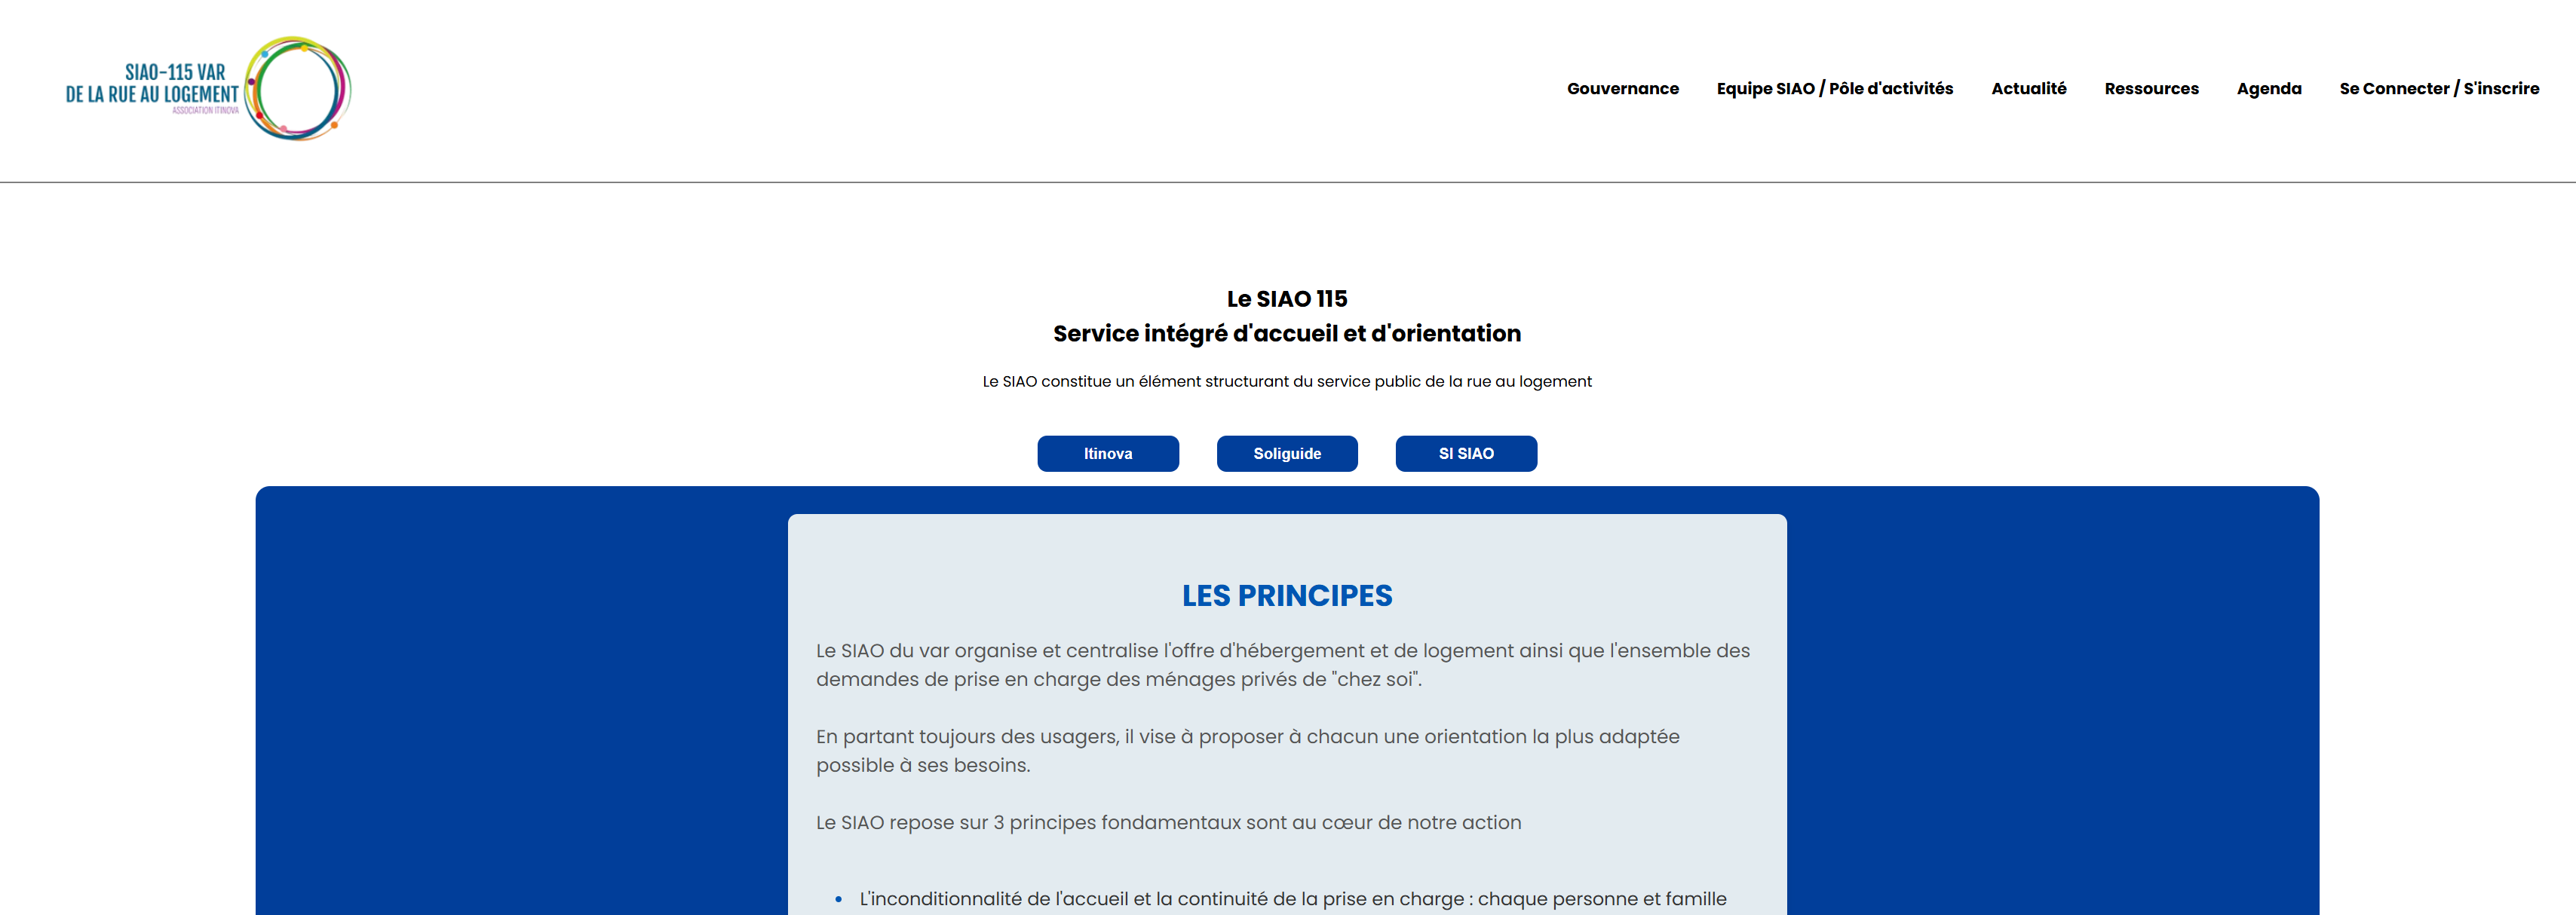 SIAO-115 VAR
DE LA RUE AU LOGEMENT
ASSOCIATION ITINOVA
Gouvernance Equipe SIAO / Pôle d'activités Actualité Ressources Agenda Se Connecter / S'inscrire
Le SIAO 115
Service intégré d'accueil et d'orientation
Le SIAO constitue un élément structurant du service public de la rue au logement
Itinova Soliguide SI SIAO
LES PRINCIPES
Le SIAO du var organise et centralise l'offre d'hébergement et de logement ainsi que l'ensemble des
demandes de prise en charge des ménages privés de "chez soi".
En partant toujours des usagers, il vise à proposer à chacun une orientation la plus adaptée
possible à ses besoins.
Le SIAO repose sur 3 principes fondamentaux sont au cœur de notre action
• L'inconditionnalité de l'accueil et la continuité de la prise en charge : chaque personne et famille